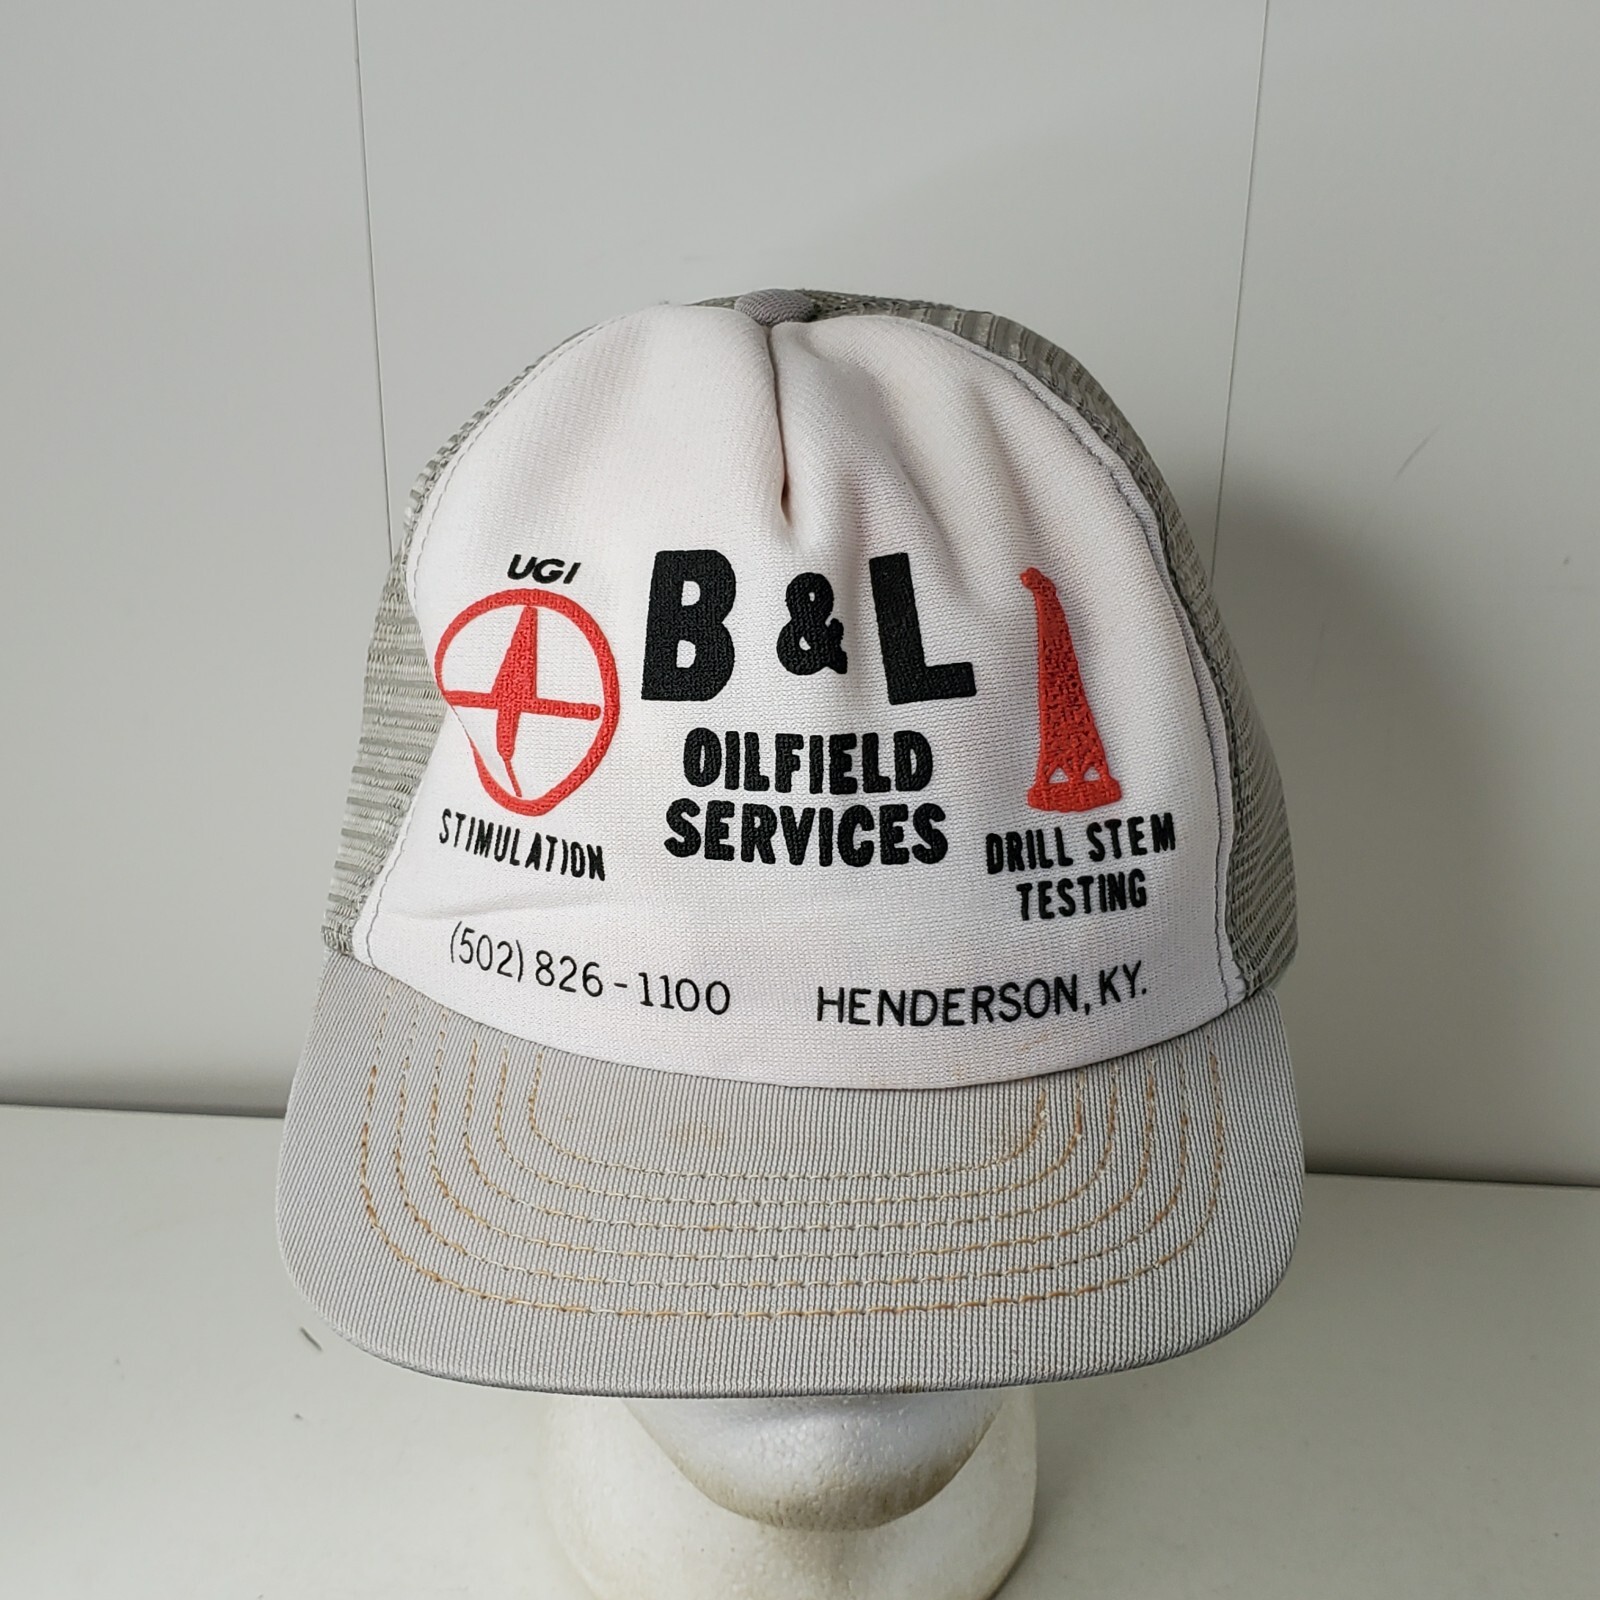 UGI
B & L
OILFIELD
SERVICES
STIMULATION
DRILL STEM
TESTING
(502) 826-1100 HENDERSON, KY.